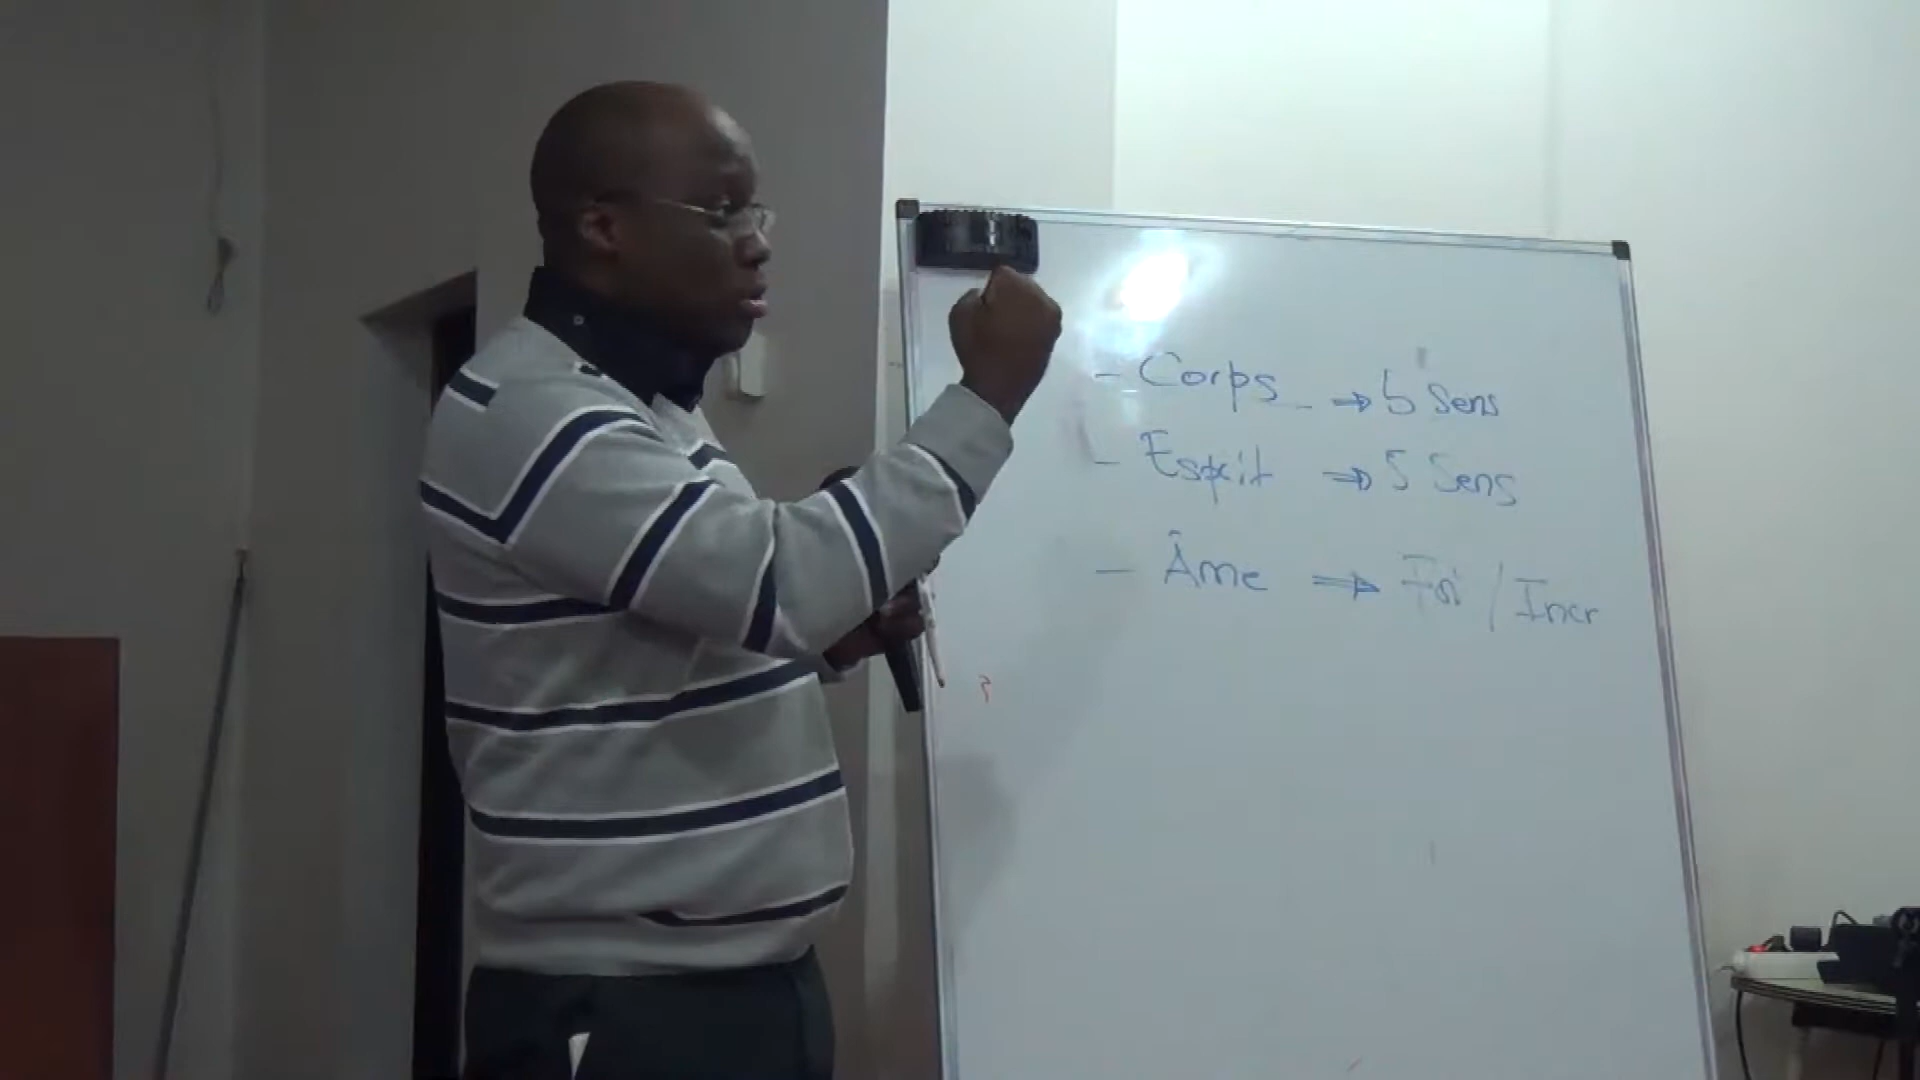 - Corps → 5 Sens
- Esprit → 5 Sens
- Âme ⇒ Foi / Incr